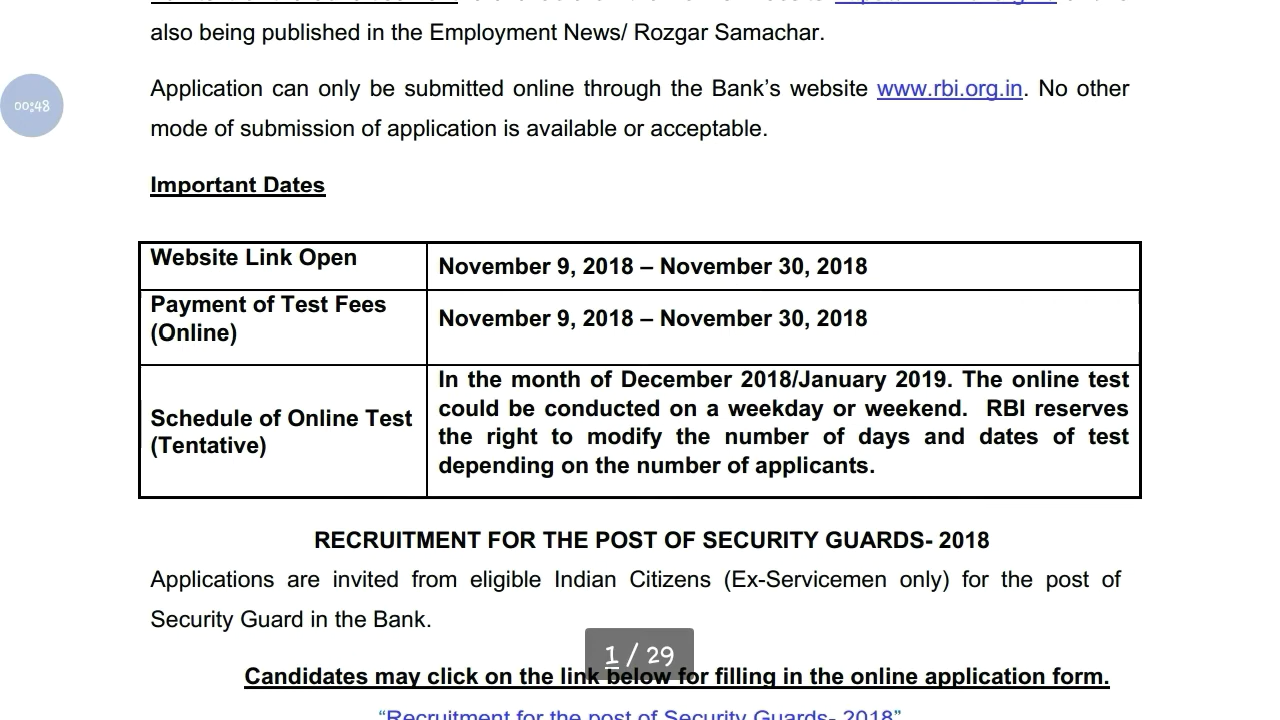 also being published in the Employment News/ Rozgar Samachar.
00:48
Application can only be submitted online through the Bank's website www.rbi.org.in. No other
mode of submission of application is available or acceptable.
Important Dates
Website Link Open
November 9, 2018 – November 30, 2018
Payment of Test Fees
(Online)
November 9, 2018 – November 30, 2018
Schedule of Online Test
(Tentative)
In the month of December 2018/January 2019. The online test
could be conducted on a weekday or weekend. RBI reserves
the right to modify the number of days and dates of test
depending on the number of applicants.
RECRUITMENT FOR THE POST OF SECURITY GUARDS- 2018
Applications are invited from eligible Indian Citizens (Ex-Servicemen only) for the post of
Security Guard in the Bank.
1 / 29
Candidates may click on the link below for filling in the online application form.
“Recruitment for the post of Security Guards- 2018”